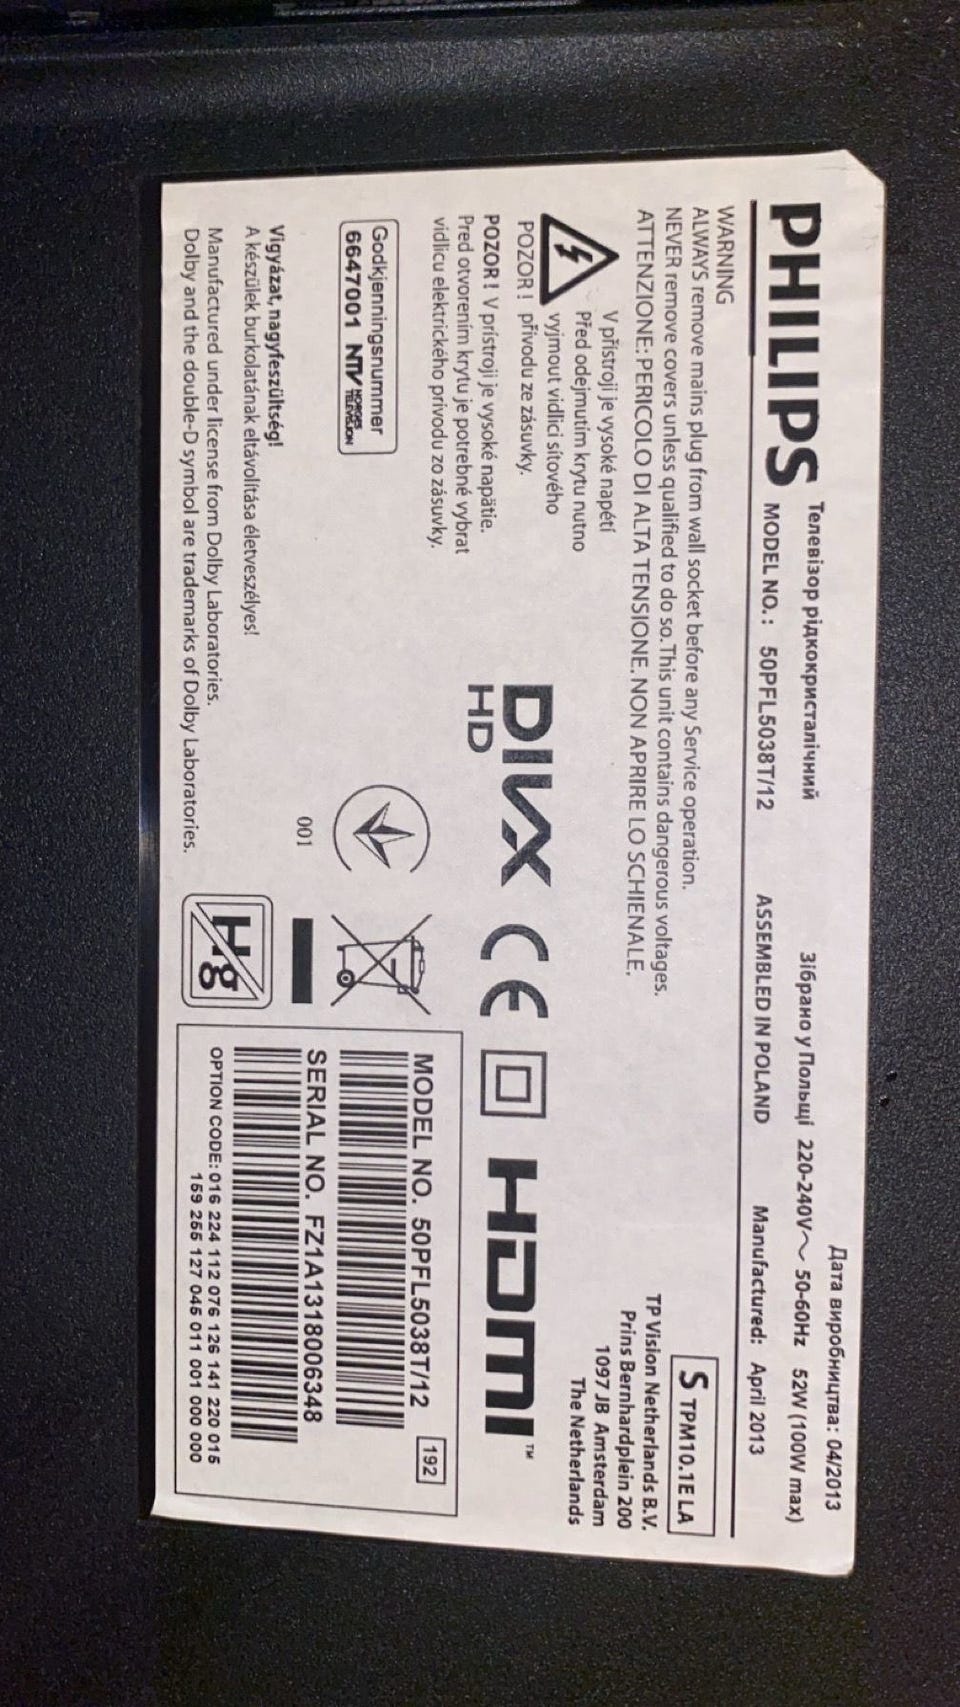 PHILIPS
Телевізор рідкокристалічний
Дата виробництва: 04/2013
Зібрано у Польщі 220-240V~ 50-60Hz 52W (100W max)
MODEL NO.: 50PFL5038T/12 ASSEMBLED IN POLAND Manufactured: April 2013
WARNING
ALWAYS remove mains plug from wall socket before any Service operation.
NEVER remove covers unless qualified to do so. This unit contains dangerous voltages.
ATTENZIONE: PERICOLO DI ALTA TENSIONE. NON APRIRE LO SCHIENALE.
S TPM10.1E LA
TP Vision Netherlands B.V.
Prins Bernhardplein 200
1097 JB Amsterdam
The Netherlands
V přístroji je vysoké napětí
Před odejmutím krytu nutno
vyjmout vidlici síťového
POZOR! přívodu ze zásuvky.
POZOR! V prístroji je vysoké napätie.
Pred otvorením krytu je potrebné vybrat
vidlicu elektrického prívodu zo zásuvky.
DIVX
HD
CE
HDMI™
Godkjenningsnummer
6647001 NTV NORGES
TELEVISJON
001
Vigyázat, nagyfeszültség!
A készülék burkolatának eltávolítása életveszélyes!
Manufactured under license from Dolby Laboratories.
Dolby and the double-D symbol are trademarks of Dolby Laboratories.
Hg
192
MODEL NO. 50PFL5038T/12
SERIAL NO. FZ1A1318006348
OPTION CODE: 016 224 112 076 126 141 220 015
159 255 127 045 011 001 000 000